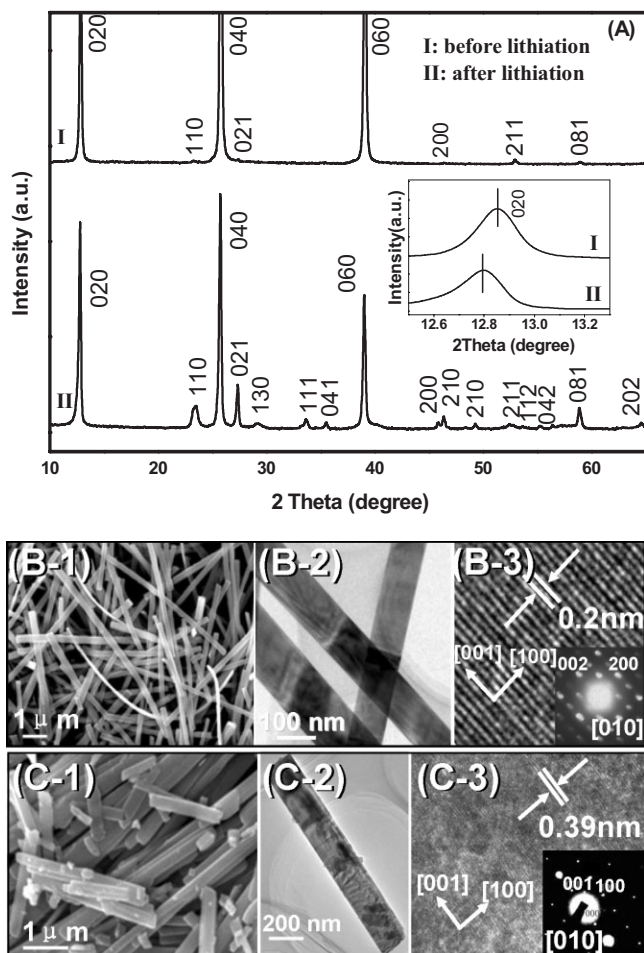 (A)
I: before lithiation
II: after lithiation
020
110
040
021
060
200
211
081
I
020
I
II
Intensity(a.u.)
12.6 12.8 13.0 13.2
2Theta (degree)
Intensity (a.u.)
020
110
040
021
130
111
041
060
200
210
210
211
112
042
081
202
II
10 20 30 40 50 60
2 Theta (degree)
(B-1)
1 μ m
(B-2)
100 nm
(B-3)
0.2nm
[001]
[100]
002 200
[010]
(C-1)
1 μ m
(C-2)
200 nm
(C-3)
0.39nm
[001]
[100]
001 100
000
[010]